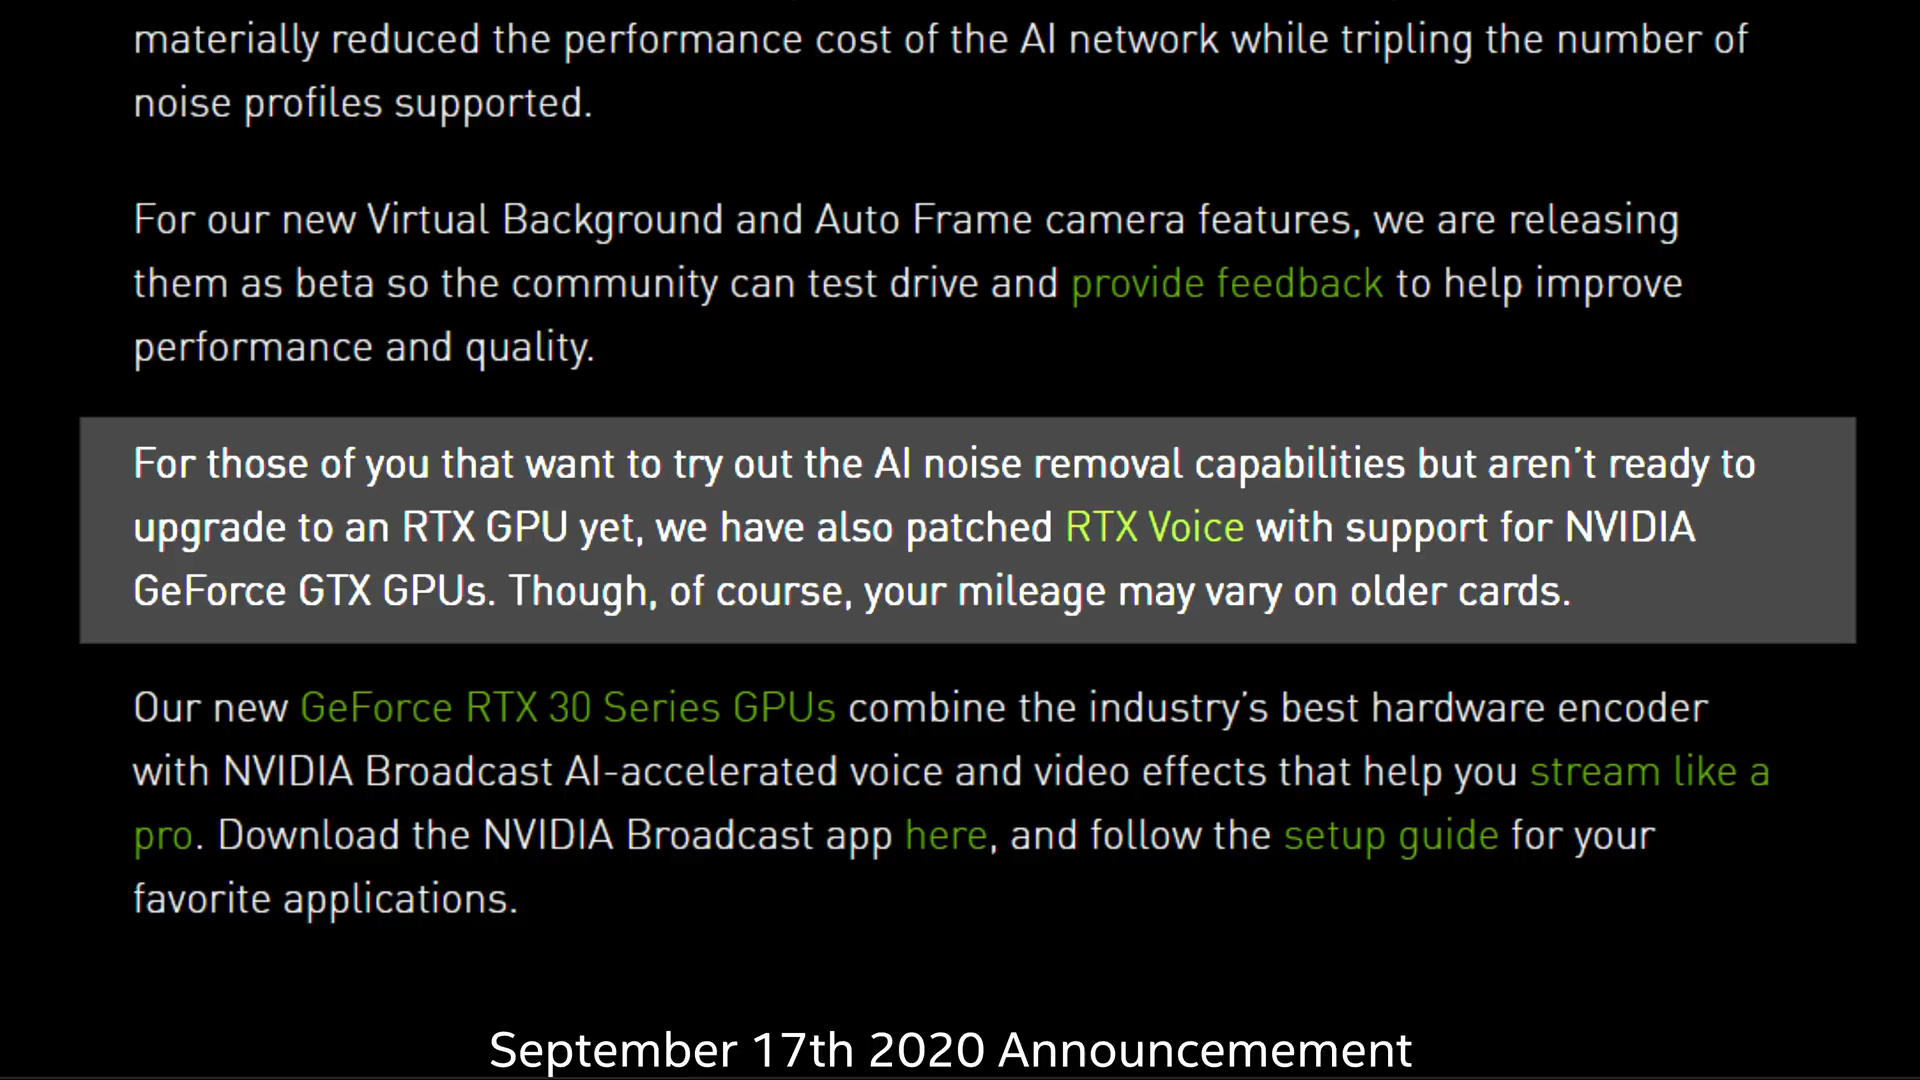 materially reduced the performance cost of the AI network while tripling the number of
noise profiles supported.
For our new Virtual Background and Auto Frame camera features, we are releasing
them as beta so the community can test drive and provide feedback to help improve
performance and quality.
For those of you that want to try out the AI noise removal capabilities but aren’t ready to
upgrade to an RTX GPU yet, we have also patched RTX Voice with support for NVIDIA
GeForce GTX GPUs. Though, of course, your mileage may vary on older cards.
Our new GeForce RTX 30 Series GPUs combine the industry’s best hardware encoder
with NVIDIA Broadcast AI-accelerated voice and video effects that help you stream like a
pro. Download the NVIDIA Broadcast app here, and follow the setup guide for your
favorite applications.
September 17th 2020 Announcemement